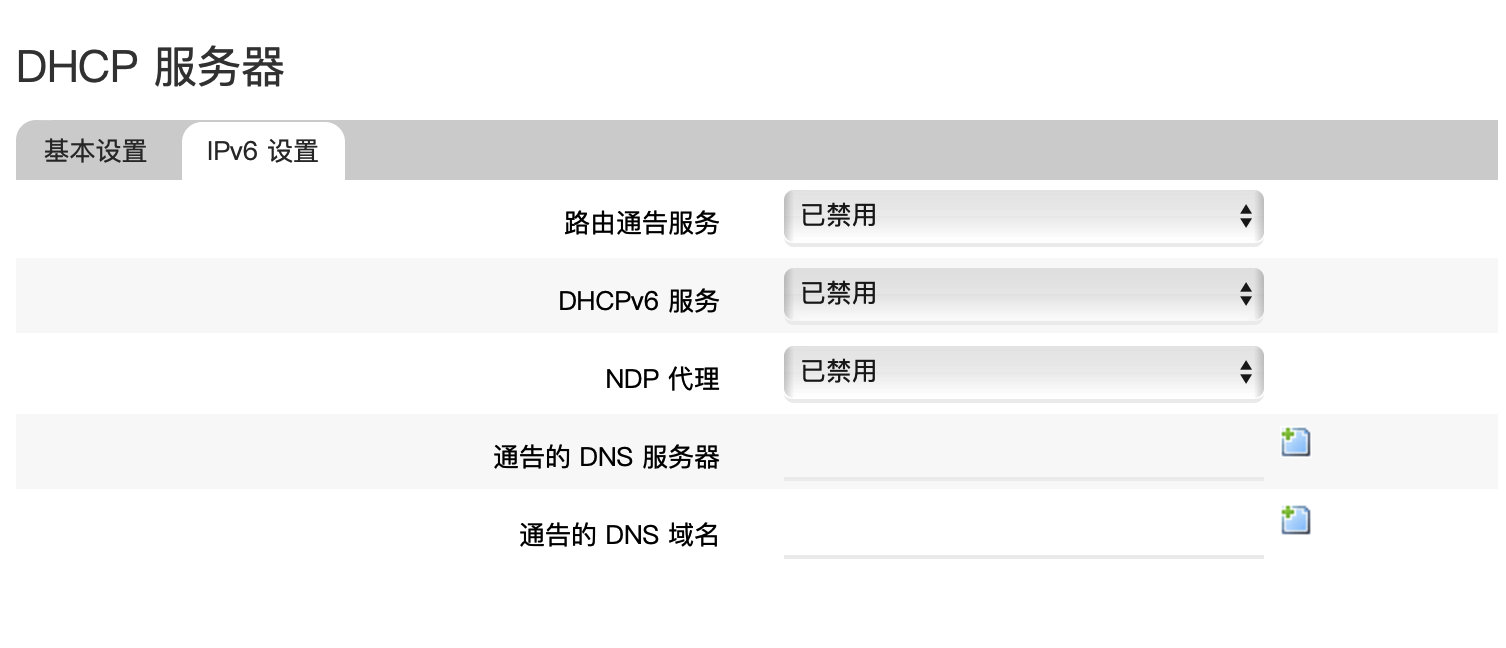 DHCP 服务器
基本设置 IPv6 设置
路由通告服务 已禁用
DHCPv6 服务 已禁用
NDP 代理 已禁用
通告的 DNS 服务器
通告的 DNS 域名